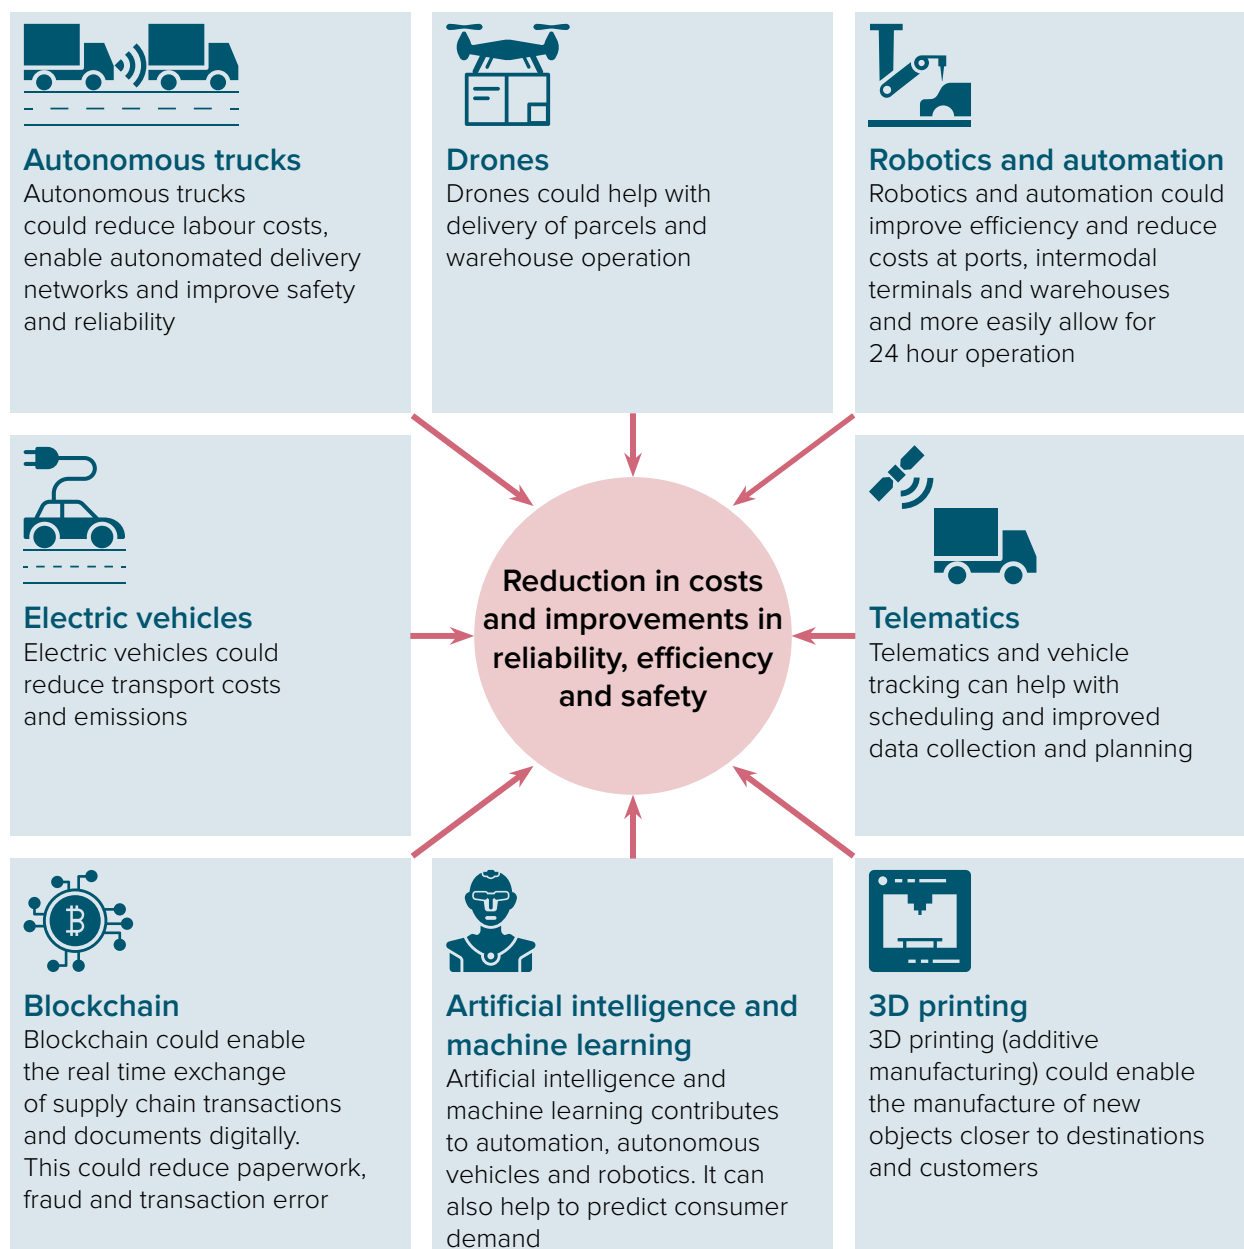 Autonomous trucks
Autonomous trucks
could reduce labour costs,
enable autonomated delivery
networks and improve safety
and reliability
Drones
Drones could help with
delivery of parcels and
warehouse operation
Robotics and automation
Robotics and automation could
improve efficiency and reduce
costs at ports, intermodal
terminals and warehouses
and more easily allow for
24 hour operation
Electric vehicles
Electric vehicles could
reduce transport costs
and emissions
Reduction in costs
and improvements in
reliability, efficiency
and safety
Telematics
Telematics and vehicle
tracking can help with
scheduling and improved
data collection and planning
Blockchain
Blockchain could enable
the real time exchange
of supply chain transactions
and documents digitally.
This could reduce paperwork,
fraud and transaction error
Artificial intelligence and
machine learning
Artificial intelligence and
machine learning contributes
to automation, autonomous
vehicles and robotics. It can
also help to predict consumer
demand
3D printing
3D printing (additive
manufacturing) could enable
the manufacture of new
objects closer to destinations
and customers